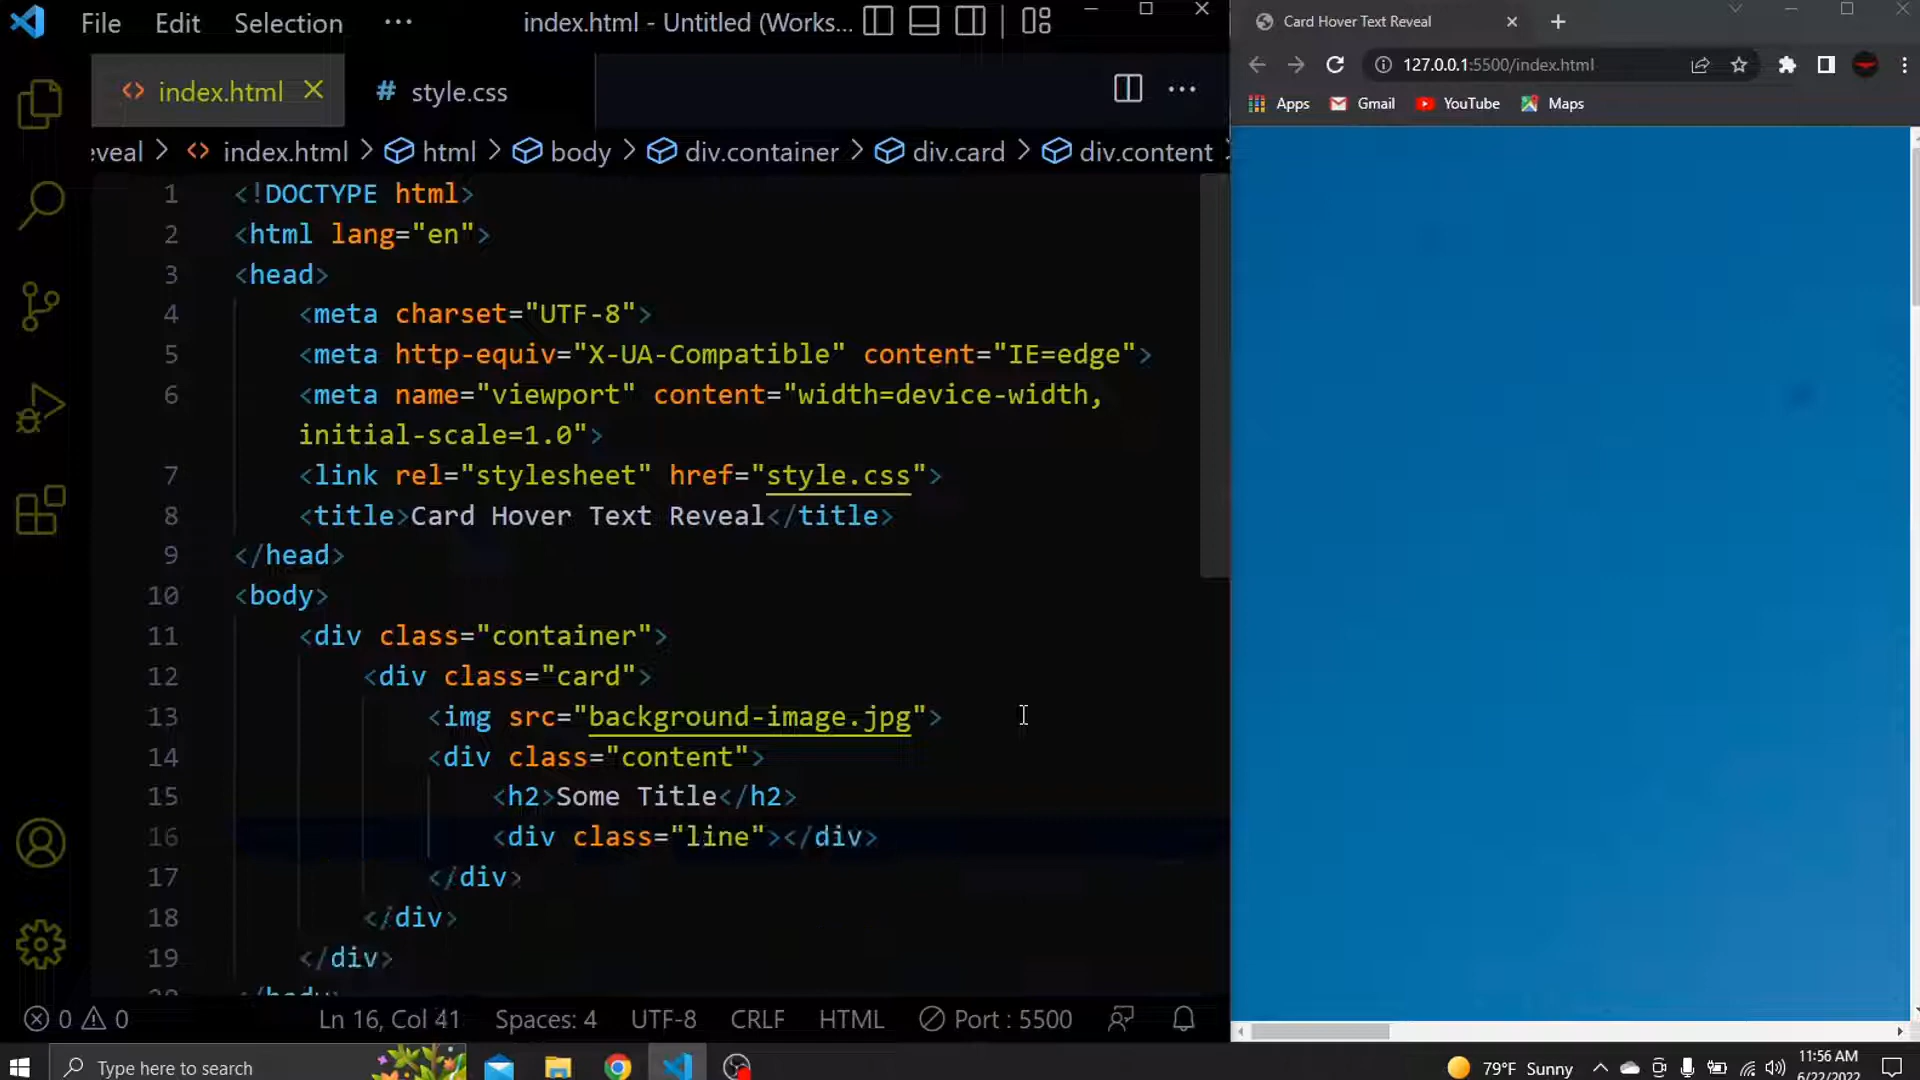 File Edit Selection ··· index.html - Untitled (Works...
index.html
# style.css
eveal > index.html > html > body > div.container > div.card > div.content
1 <!DOCTYPE html>
2 <html lang="en">
3 <head>
4 <meta charset="UTF-8">
5 <meta http-equiv="X-UA-Compatible" content="IE=edge">
6 <meta name="viewport" content="width=device-width,
initial-scale=1.0">
7 <link rel="stylesheet" href="style.css">
8 <title>Card Hover Text Reveal</title>
9 </head>
10 <body>
11 <div class="container">
12 <div class="card">
13 <img src="background-image.jpg">
14 <div class="content">
15 <h2>Some Title</h2>
16 <div class="line"></div>
17 </div>
18 </div>
19 </div>
20 </body>
0 0 Ln 16, Col 41 Spaces: 4 UTF-8 CRLF HTML Port : 5500
Card Hover Text Reveal
127.0.0.1:5500/index.html
Apps Gmail YouTube Maps
Type here to search
79°F Sunny
11:56 AM
6/22/2022